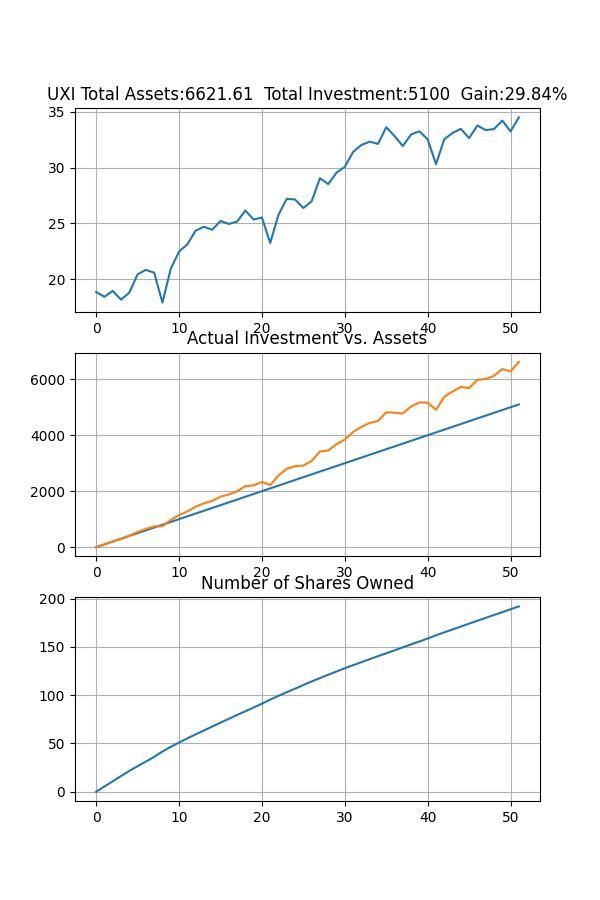 UXI Total Assets:6621.61  Total Investment:5100  Gain:29.84%
35
30
25
20
0 10 20 30 40 50
Actual Investment vs. Assets
6000
4000
2000
0
0 10 20 30 40 50
Number of Shares Owned
200
150
100
50
0
0 10 20 30 40 50